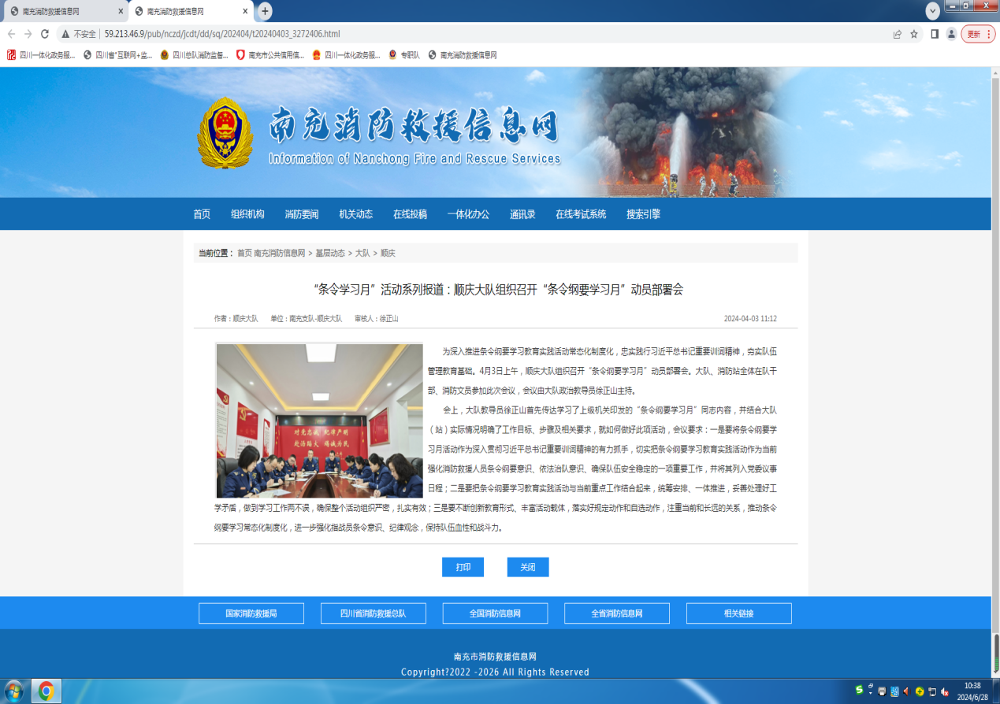 南充消防救援信息网
南充消防救援信息网
不安全
59.213.46.9/pub/nczd/jcdt/dd/sq/202404/t20240403_3272406.html
更新
四川一体化政务服...
四川省"互联网+监...
四川总队消防监督...
南充市公共信用信...
四川一体化政务服...
专职队
南充消防救援信息网
南充消防救援信息网
Information of Nanchong Fire and Rescue Services
首页 组织机构 消防要闻 机关动态 在线投稿 一体化办公 通讯录 在线考试系统 搜索引擎
当前位置： 首页 南充消防信息网 > 基层动态 > 大队 > 顺庆
“条令学习月”活动系列报道：顺庆大队组织召开“条令纲要学习月”动员部署会
作者：顺庆大队 单位：南充支队-顺庆大队 审核人：徐正山 2024-04-03 11:12
对党忠诚 纪律严明
赴汤蹈火 竭诚为民
为深入推进条令纲要学习教育实践活动常态化制度化，忠实践行习近平总书记重要训词精神，夯实队伍
管理教育基础。4月3日上午，顺庆大队组织召开“条令纲要学习月”动员部署会。大队、消防站全体在队干
部、消防文员参加此次会议，会议由大队政治教导员徐正山主持。
会上，大队教导员徐正山首先传达学习了上级机关印发的“条令纲要学习月”同志内容，并结合大队
（站）实际情况明确了工作目标、步骤及相关要求，就如何做好此项活动，会议要求：一是要将条令纲要学
习月活动作为深入贯彻习近平总书记重要训词精神的有力抓手，切实把条令纲要学习教育实践活动作为当前
强化消防救援人员条令纲要意识、依法治队意识、确保队伍安全稳定的一项重要工作，并将其列入党委议事
日程；二是要把条令纲要学习教育实践活动与当前重点工作结合起来，统筹安排、一体推进，妥善处理好工
学矛盾，做到学习工作两不误，确保整个活动组织严密，扎实有效；三是要不断创新教育形式、丰富活动载体，落实好规定动作和自选动作，注重当前和长远的关系，推动条令
纲要学习常态化制度化，进一步强化指战员条令意识、纪律观念，保持队伍血性和战斗力。
打印 关闭
国家消防救援局 四川省消防救援总队 全国消防信息网 全省消防信息网 相关链接
南充市消防救援信息网
Copyright?2022 -2026 All Rights Reserved
10:38
2024/6/28